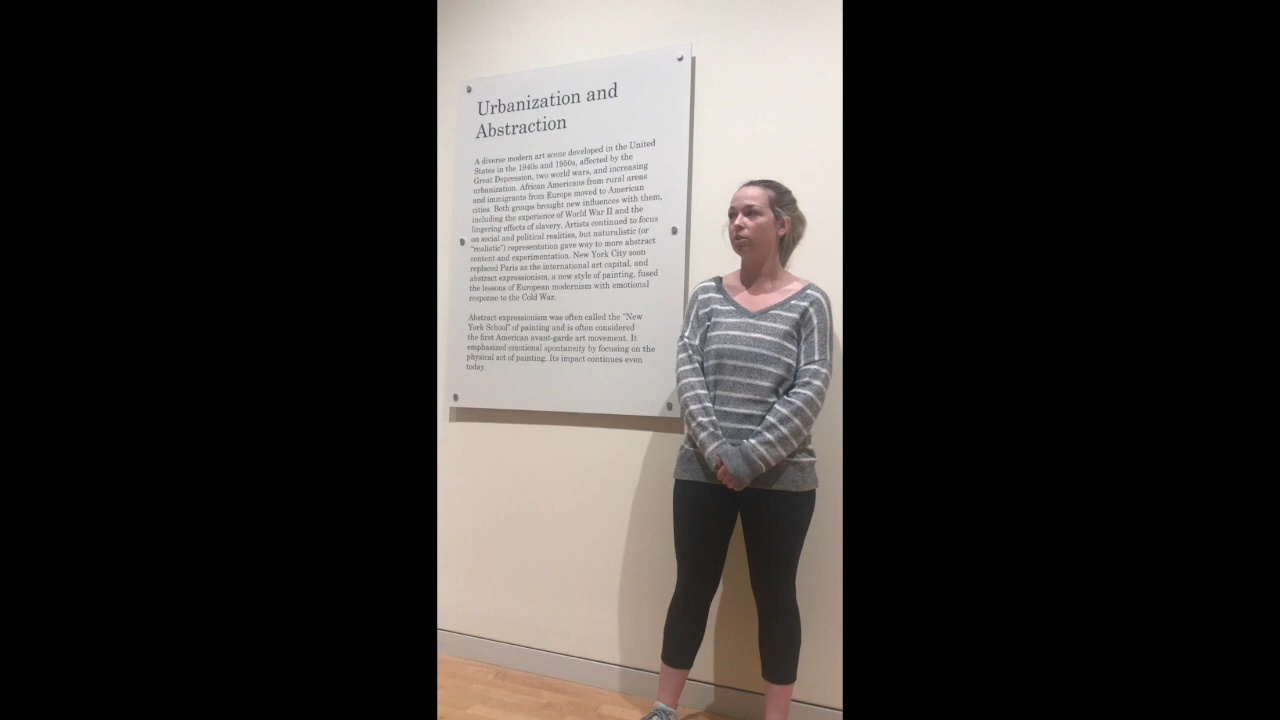 Urbanization and
Abstraction
A diverse modern art scene developed in the United
States in the 1940s and 1950s, affected by the
Great Depression, two world wars, and increasing
urbanization. African Americans from rural areas
and immigrants from Europe moved to American
cities. Both groups brought new influences with them,
including the experience of World War II and the
lingering effects of slavery. Artists continued to focus
on social and political realities, but naturalistic (or
"realistic") representation gave way to more abstract
content and experimentation. New York City soon
replaced Paris as the international art capital, and
abstract expressionism, a new style of painting, fused
the lessons of European modernism with emotional
response to the Cold War.
Abstract expressionism was often called the "New
York School" of painting and is often considered
the first American avant-garde art movement. It
emphasized emotional spontaneity by focusing on the
physical act of painting. Its impact continues even
today.